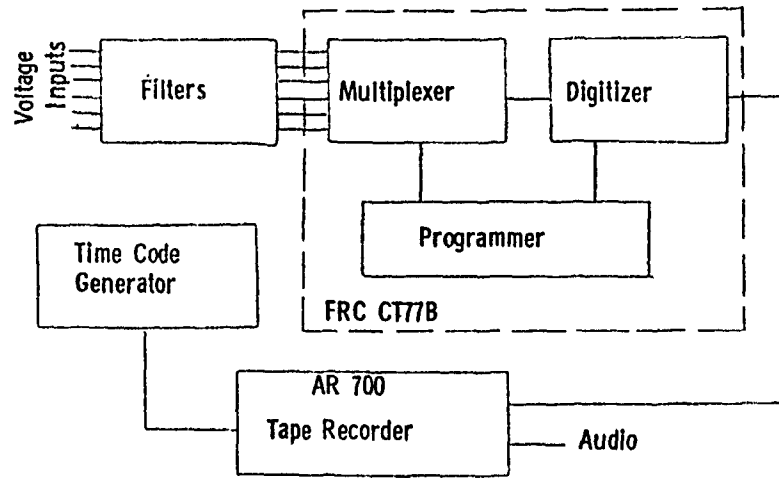 Voltage
Inputs
Filters
Multiplexer
Digitizer
Programmer
FRC CT77B
Time Code
Generator
AR 700
Tape Recorder
Audio